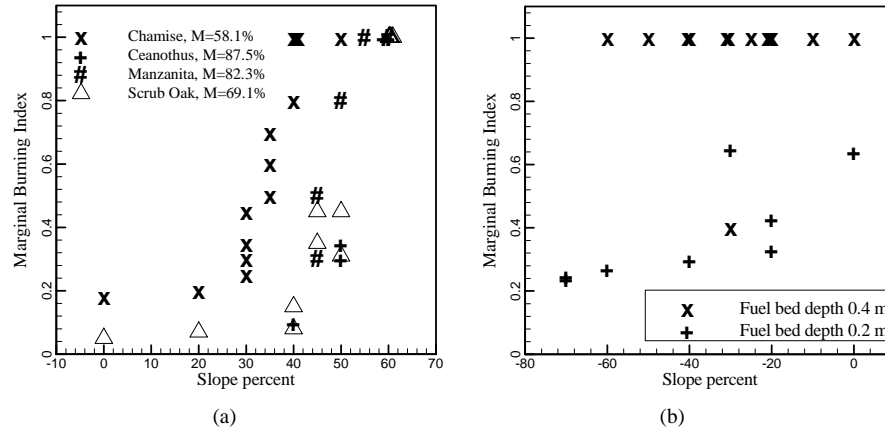 (a)
Marginal Burning Index
1
0.8
0.6
0.4
0.2
0
x Chamise, M=58.1%
+ Ceanothus, M=87.5%
# Manzanita, M=82.3%
△ Scrub Oak, M=69.1%
-10 0 10 20 30 40 50 60 70
Slope percent
(a)
Marginal Burning Index
1
0.8
0.6
0.4
0.2
0
x Fuel bed depth 0.4 m
+ Fuel bed depth 0.2 m
-80 -60 -40 -20 0
Slope percent
(b)